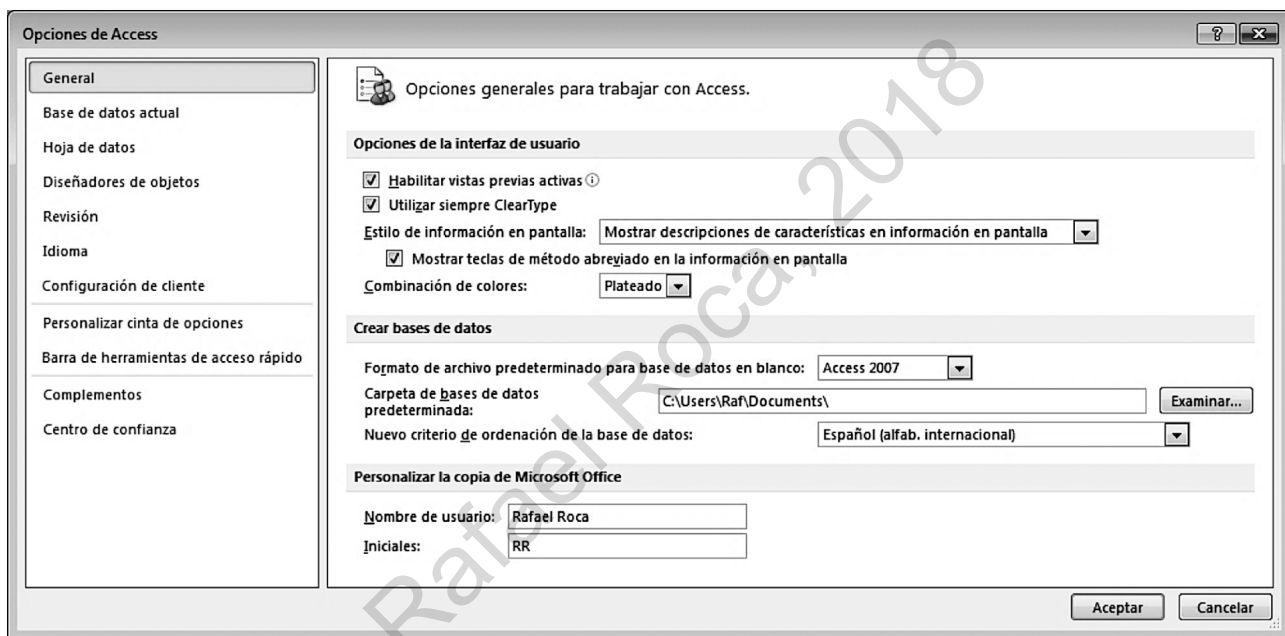 Opciones de Access
General
Base de datos actual
Hoja de datos
Diseñadores de objetos
Revisión
Idioma
Configuración de cliente
Personalizar cinta de opciones
Barra de herramientas de acceso rápido
Complementos
Centro de confianza
Opciones generales para trabajar con Access.
Opciones de la interfaz de usuario
Habilitar vistas previas activas
Utilizar siempre ClearType
Estilo de información en pantalla: Mostrar descripciones de características en información en pantalla
Mostrar teclas de método abreviado en la información en pantalla
Combinación de colores: Plateado
Crear bases de datos
Formato de archivo predeterminado para base de datos en blanco: Access 2007
Carpeta de bases de datos
predeterminada: C:\Users\Raf\Documents\ Examinar...
Nuevo criterio de ordenación de la base de datos: Español (alfab. internacional)
Personalizar la copia de Microsoft Office
Nombre de usuario: Rafael Roca
Iniciales: RR
Aceptar Cancelar
Rafael Roca, 2018